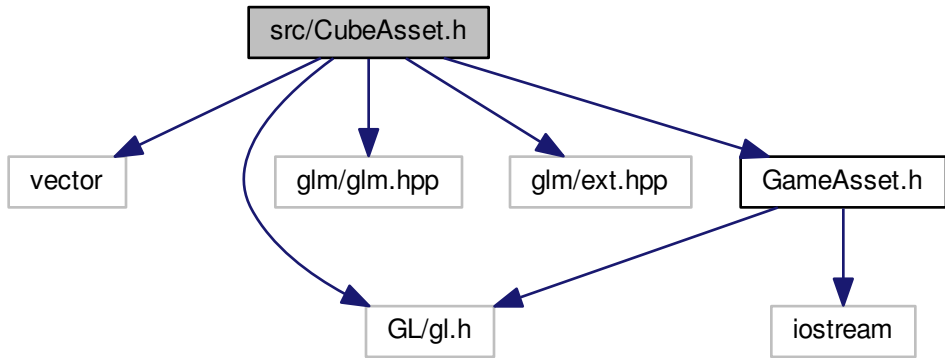 src/CubeAsset.h
vector
glm/glm.hpp
glm/ext.hpp
GameAsset.h
GL/gl.h
iostream